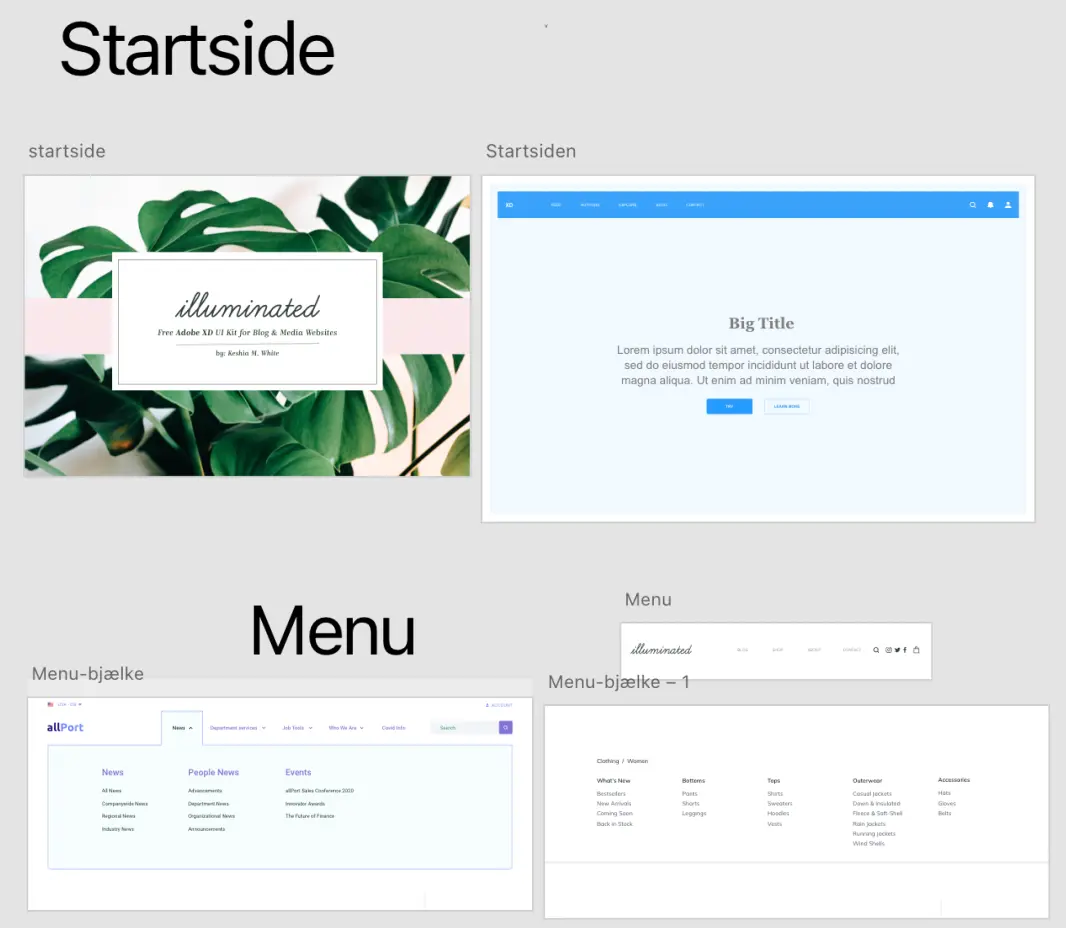 Startside
startside
Startsiden
illuminated
Free Adobe XD UI Kit for Blog & Media Websites
by: Keshia M. White
XD
CONTACT
Big Title
Lorem ipsum dolor sit amet, consectetur adipisicing elit,
sed do eiusmod tempor incididunt ut labore et dolore
magna aliqua. Ut enim ad minim veniam, quis nostrud
TRY
LEARN MORE
Menu
Menu
illuminated
BLOG
SHOP
ABOUT
CONTACT
Menu-bjælke
ACCOUNT
allPort
News
Department Services
Job Tools
Who We Are
Covid Info
Search
News
People News
Events
All News
Advancements
allPort Sales Conference 2020
Companywide News
Department News
Innovator Awards
Regional News
Organizational News
The Future of Finance
Industry News
Announcements
Menu-bjælke – 1
Clothing / Women
What's New
Bottoms
Tops
Outerwear
Accessories
Bestsellers
Pants
Shirts
Casual Jackets
Hats
New Arrivals
Shorts
Sweaters
Down & Insulated
Gloves
Coming Soon
Leggings
Hoodies
Fleece & Soft-Shell
Belts
Back in Stock
Vests
Rain Jackets
Running Jackets
Wind Shells